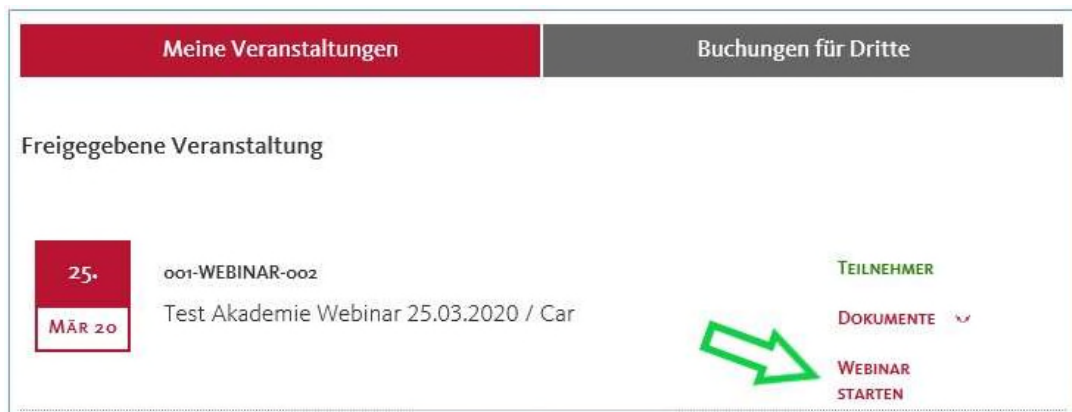 Meine Veranstaltungen
Buchungen für Dritte
Freigegebene Veranstaltung
25.
MÄR 20
001-WEBINAR-002
Test Akademie Webinar 25.03.2020 / Car
TEILNEHMER
DOKUMENTE
WEBINAR
STARTEN